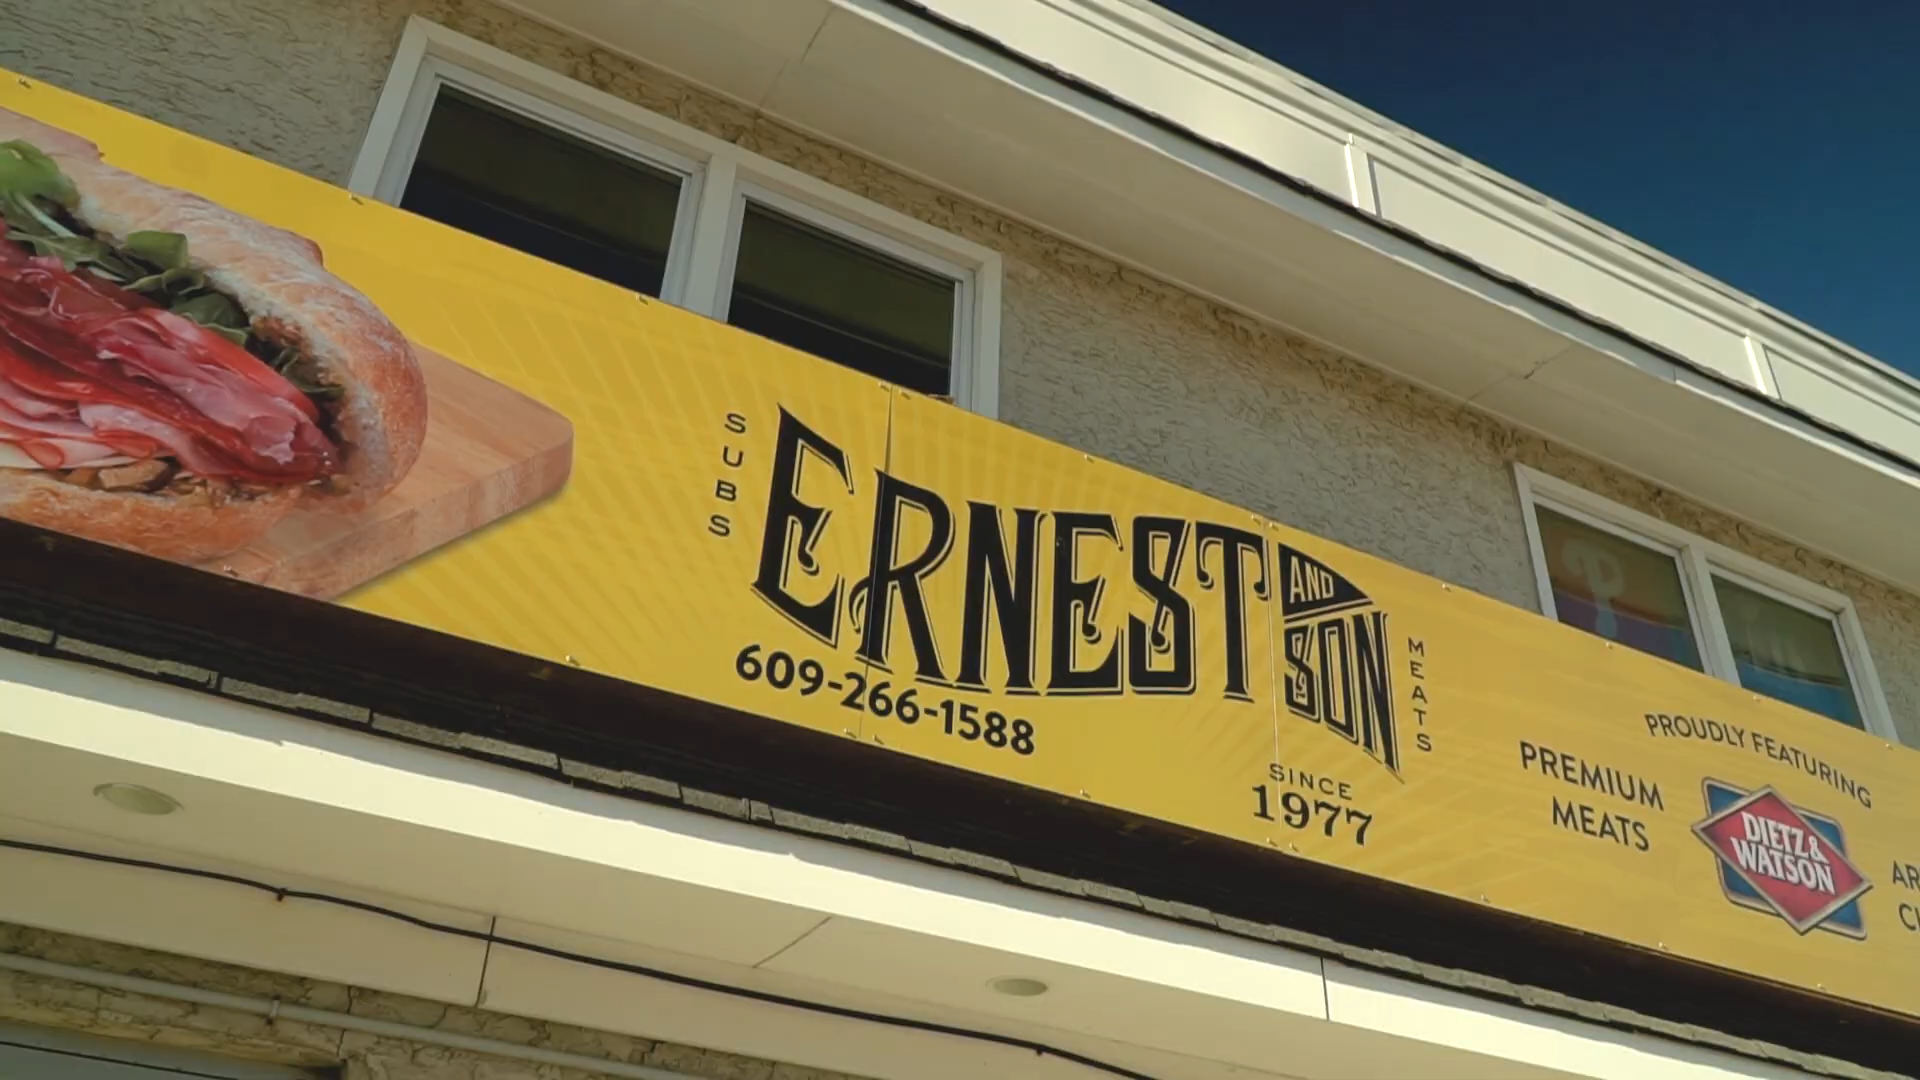 SUBS
ERNEST
AND
SON
MEATS
609-266-1588
SINCE
1977
PREMIUM
MEATS
PROUDLY FEATURING
DIETZ &
WATSON
P